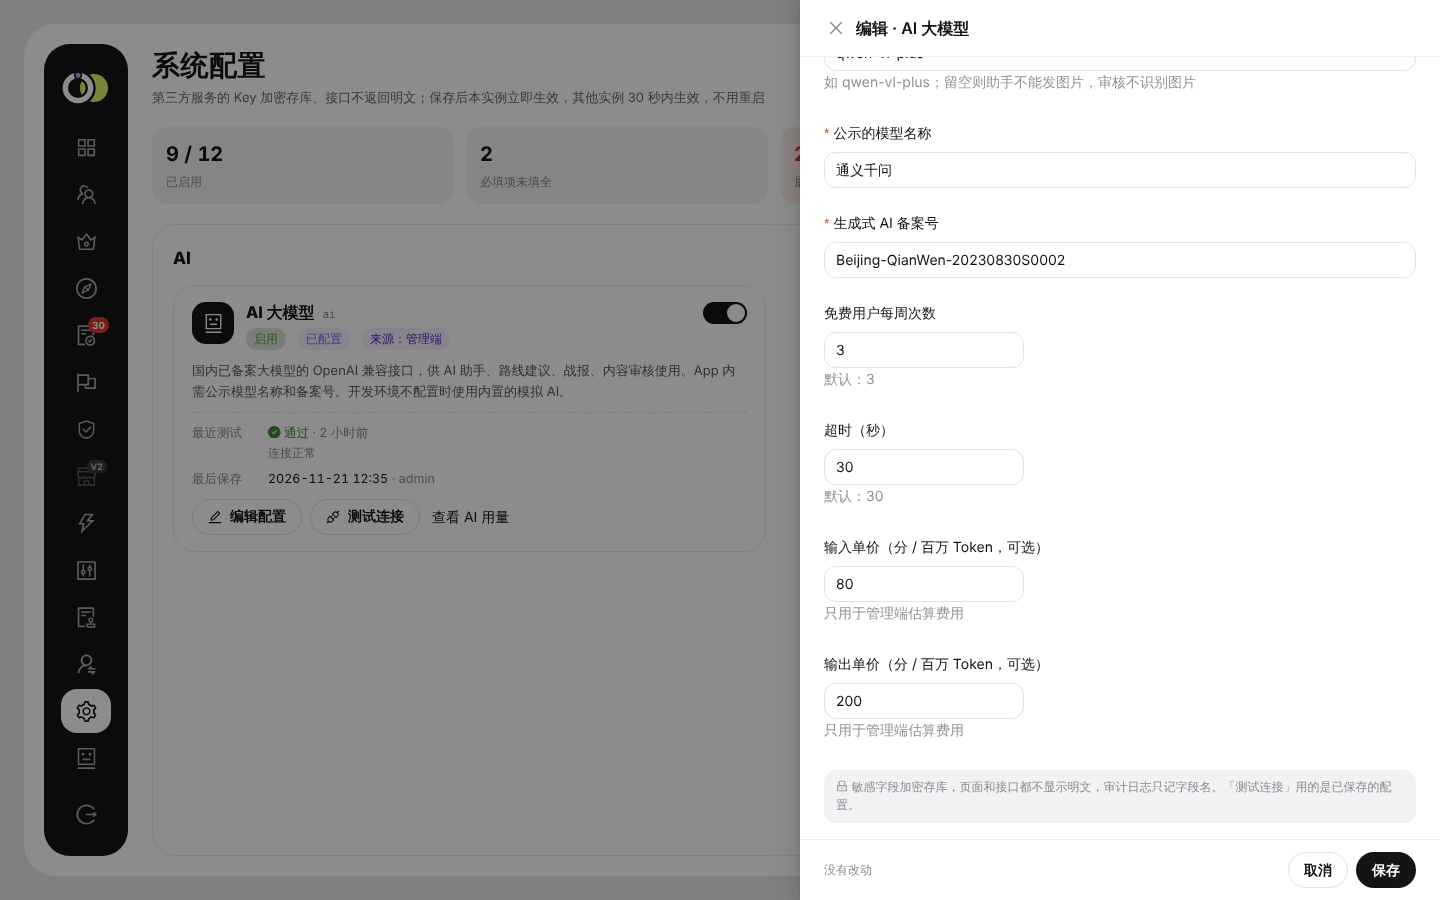 系统配置
第三方服务的 Key 加密存库、接口不返回明文；保存后本实例立即生效，其他实例 30 秒内生效，不用重启
9 / 12
已启用
2
必填项未填全
30
V2
AI
AI 大模型 ai
启用 已配置 来源：管理端
国内已备案大模型的 OpenAI 兼容接口，供 AI 助手、路线建议、战报、内容审核使用。App 内
需公示模型名称和备案号。开发环境不配置时使用内置的模拟 AI。
最近测试 通过 · 2 小时前
连接正常
最后保存 2026-11-21 12:35 · admin
编辑配置 测试连接 查看 AI 用量
编辑 · AI 大模型
如 qwen-vl-plus；留空则助手不能发图片，审核不识别图片
* 公示的模型名称
通义千问
* 生成式 AI 备案号
Beijing-QianWen-20230830S0002
免费用户每周次数
3
默认：3
超时（秒）
30
默认：30
输入单价（分 / 百万 Token，可选）
80
只用于管理端估算费用
输出单价（分 / 百万 Token，可选）
200
只用于管理端估算费用
敏感字段加密存库，页面和接口都不显示明文，审计日志只记字段名。「测试连接」用的是已保存的配
置。
没有改动
取消 保存